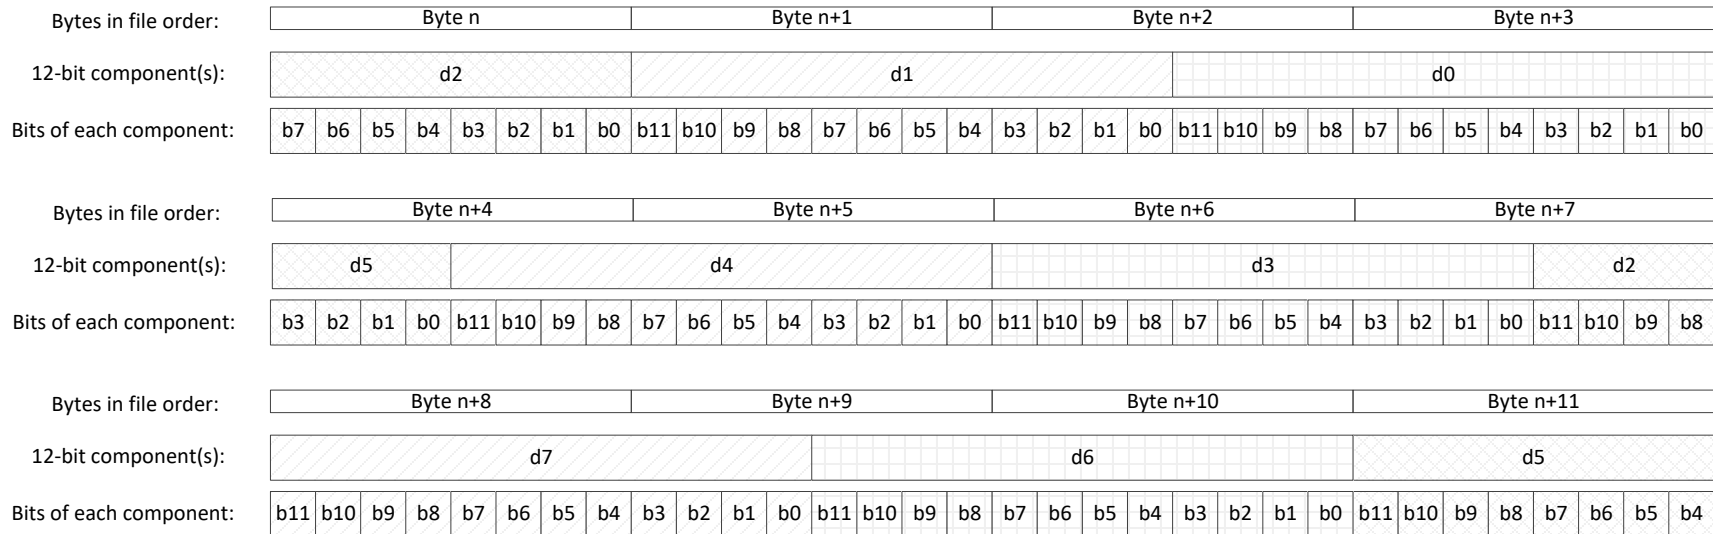 Bytes in file order: Byte n Byte n+1 Byte n+2 Byte n+3
12-bit component(s): d2 d1 d0
Bits of each component: b7 b6 b5 b4 b3 b2 b1 b0 b11 b10 b9 b8 b7 b6 b5 b4 b3 b2 b1 b0 b11 b10 b9 b8 b7 b6 b5 b4 b3 b2 b1 b0
Bytes in file order: Byte n+4 Byte n+5 Byte n+6 Byte n+7
12-bit component(s): d5 d4 d3 d2
Bits of each component: b3 b2 b1 b0 b11 b10 b9 b8 b7 b6 b5 b4 b3 b2 b1 b0 b11 b10 b9 b8 b7 b6 b5 b4 b3 b2 b1 b0 b11 b10 b9 b8
Bytes in file order: Byte n+8 Byte n+9 Byte n+10 Byte n+11
12-bit component(s): d7 d6 d5
Bits of each component: b11 b10 b9 b8 b7 b6 b5 b4 b3 b2 b1 b0 b11 b10 b9 b8 b7 b6 b5 b4 b3 b2 b1 b0 b11 b10 b9 b8 b7 b6 b5 b4